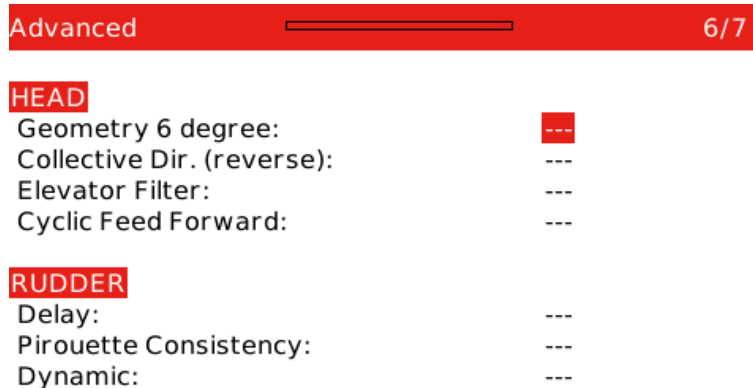 Advanced 6/7
HEAD
Geometry 6 degree: ---
Collective Dir. (reverse): ---
Elevator Filter: ---
Cyclic Feed Forward: ---
RUDDER
Delay: ---
Pirouette Consistency: ---
Dynamic: ---